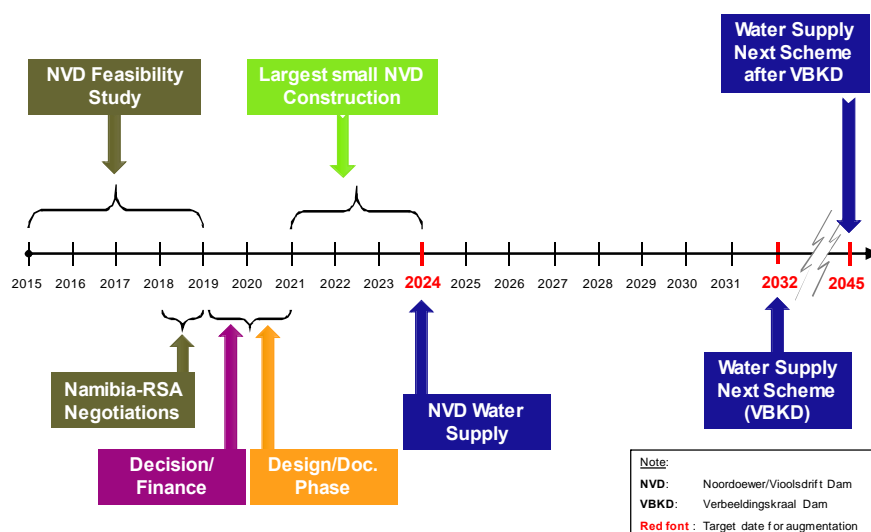 NVD Feasibility
Study
Largest small NVD
Construction
Water Supply
Next Scheme
after VBKD
2015 2016 2017 2018 2019 2020 2021 2022 2023 2024 2025 2026 2027 2028 2029 2030 2031 2032 2045
Namibia-RSA
Negotiations
Decision/
Finance
Design/Doc.
Phase
NVD Water
Supply
Water Supply
Next Scheme
(VBKD)
Note:
NVD: Noordoewer/Vioolsdrift Dam
VBKD: Verbeeldingskraal Dam
Red font : Target date for augmentation